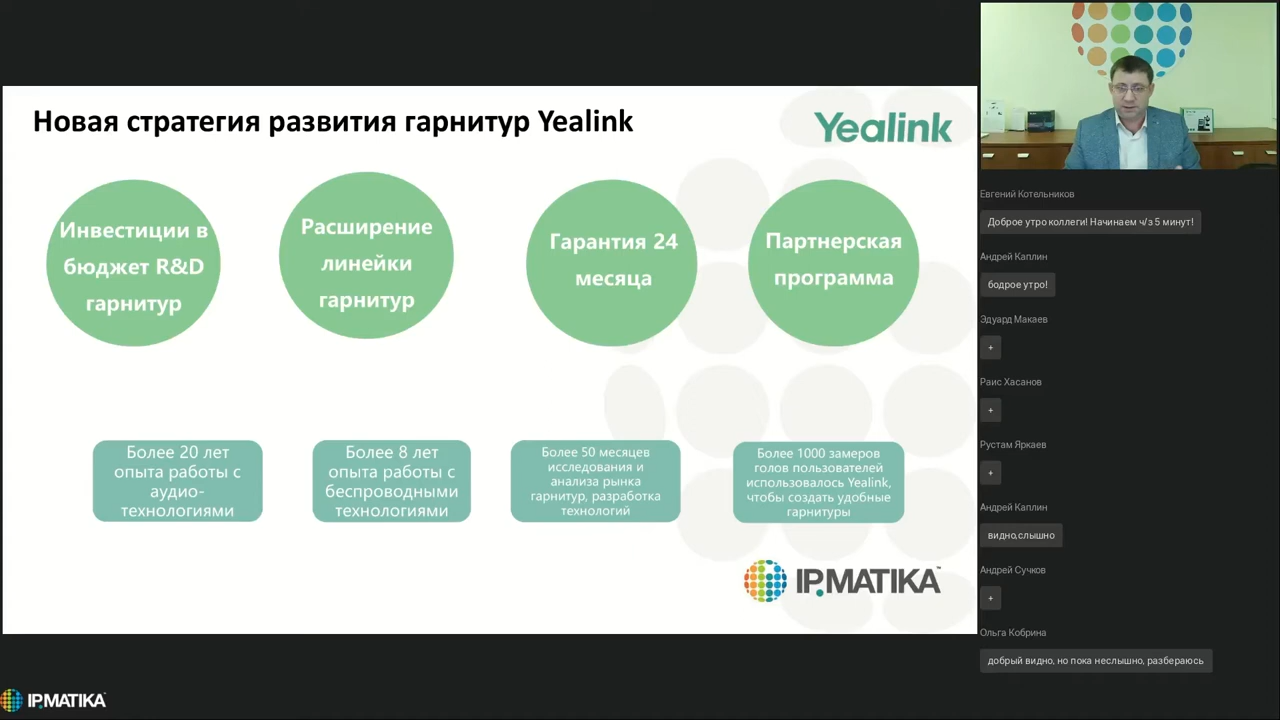 Новая стратегия развития гарнитур Yealink
Yealink
Инвестиции в
бюджет R&D
гарнитур
Расширение
линейки
гарнитур
Гарантия 24
месяца
Партнерская
программа
Более 20 лет
опыта работы с
аудио-
технологиями
Более 8 лет
опыта работы с
беспроводными
технологиями
Более 50 месяцев
исследования и
анализа рынка
гарнитур, разработка
технологий
Более 1000 замеров
голов пользователей
использовалось Yealink,
чтобы создать удобные
гарнитуры
IP.MATIKA™
IP.MATIKA
Евгений Котельников
Доброе утро коллеги! Начинаем ч/з 5 минут!
Андрей Каплин
бодрое утро!
Эдуард Макаев
+
Раис Хасанов
+
Рустам Яркаев
+
Андрей Каплин
видно,слышно
Андрей Сучков
+
Ольга Кобрина
добрый видно, но пока неслышно, разбераюсь